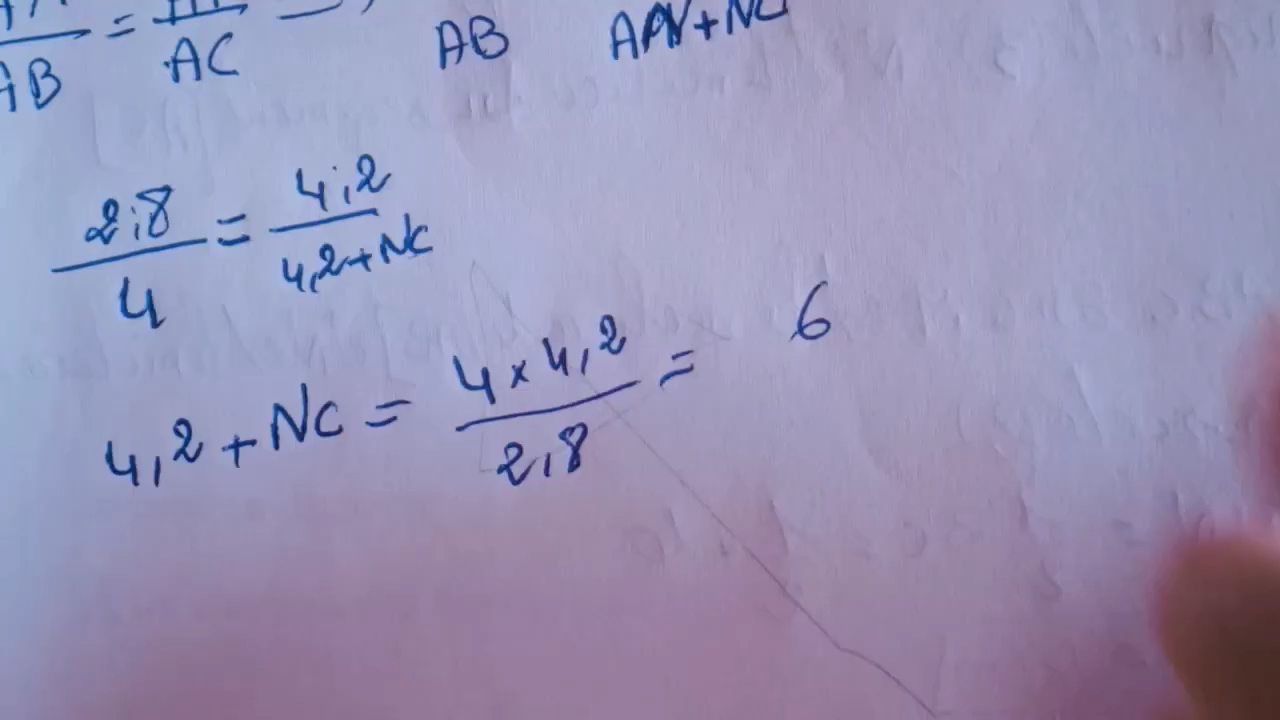 AB = AC AB AN+NC
2,8/4 = 4,2/4,2+NC
4,2+NC = 4×4,2/2,8 = 6